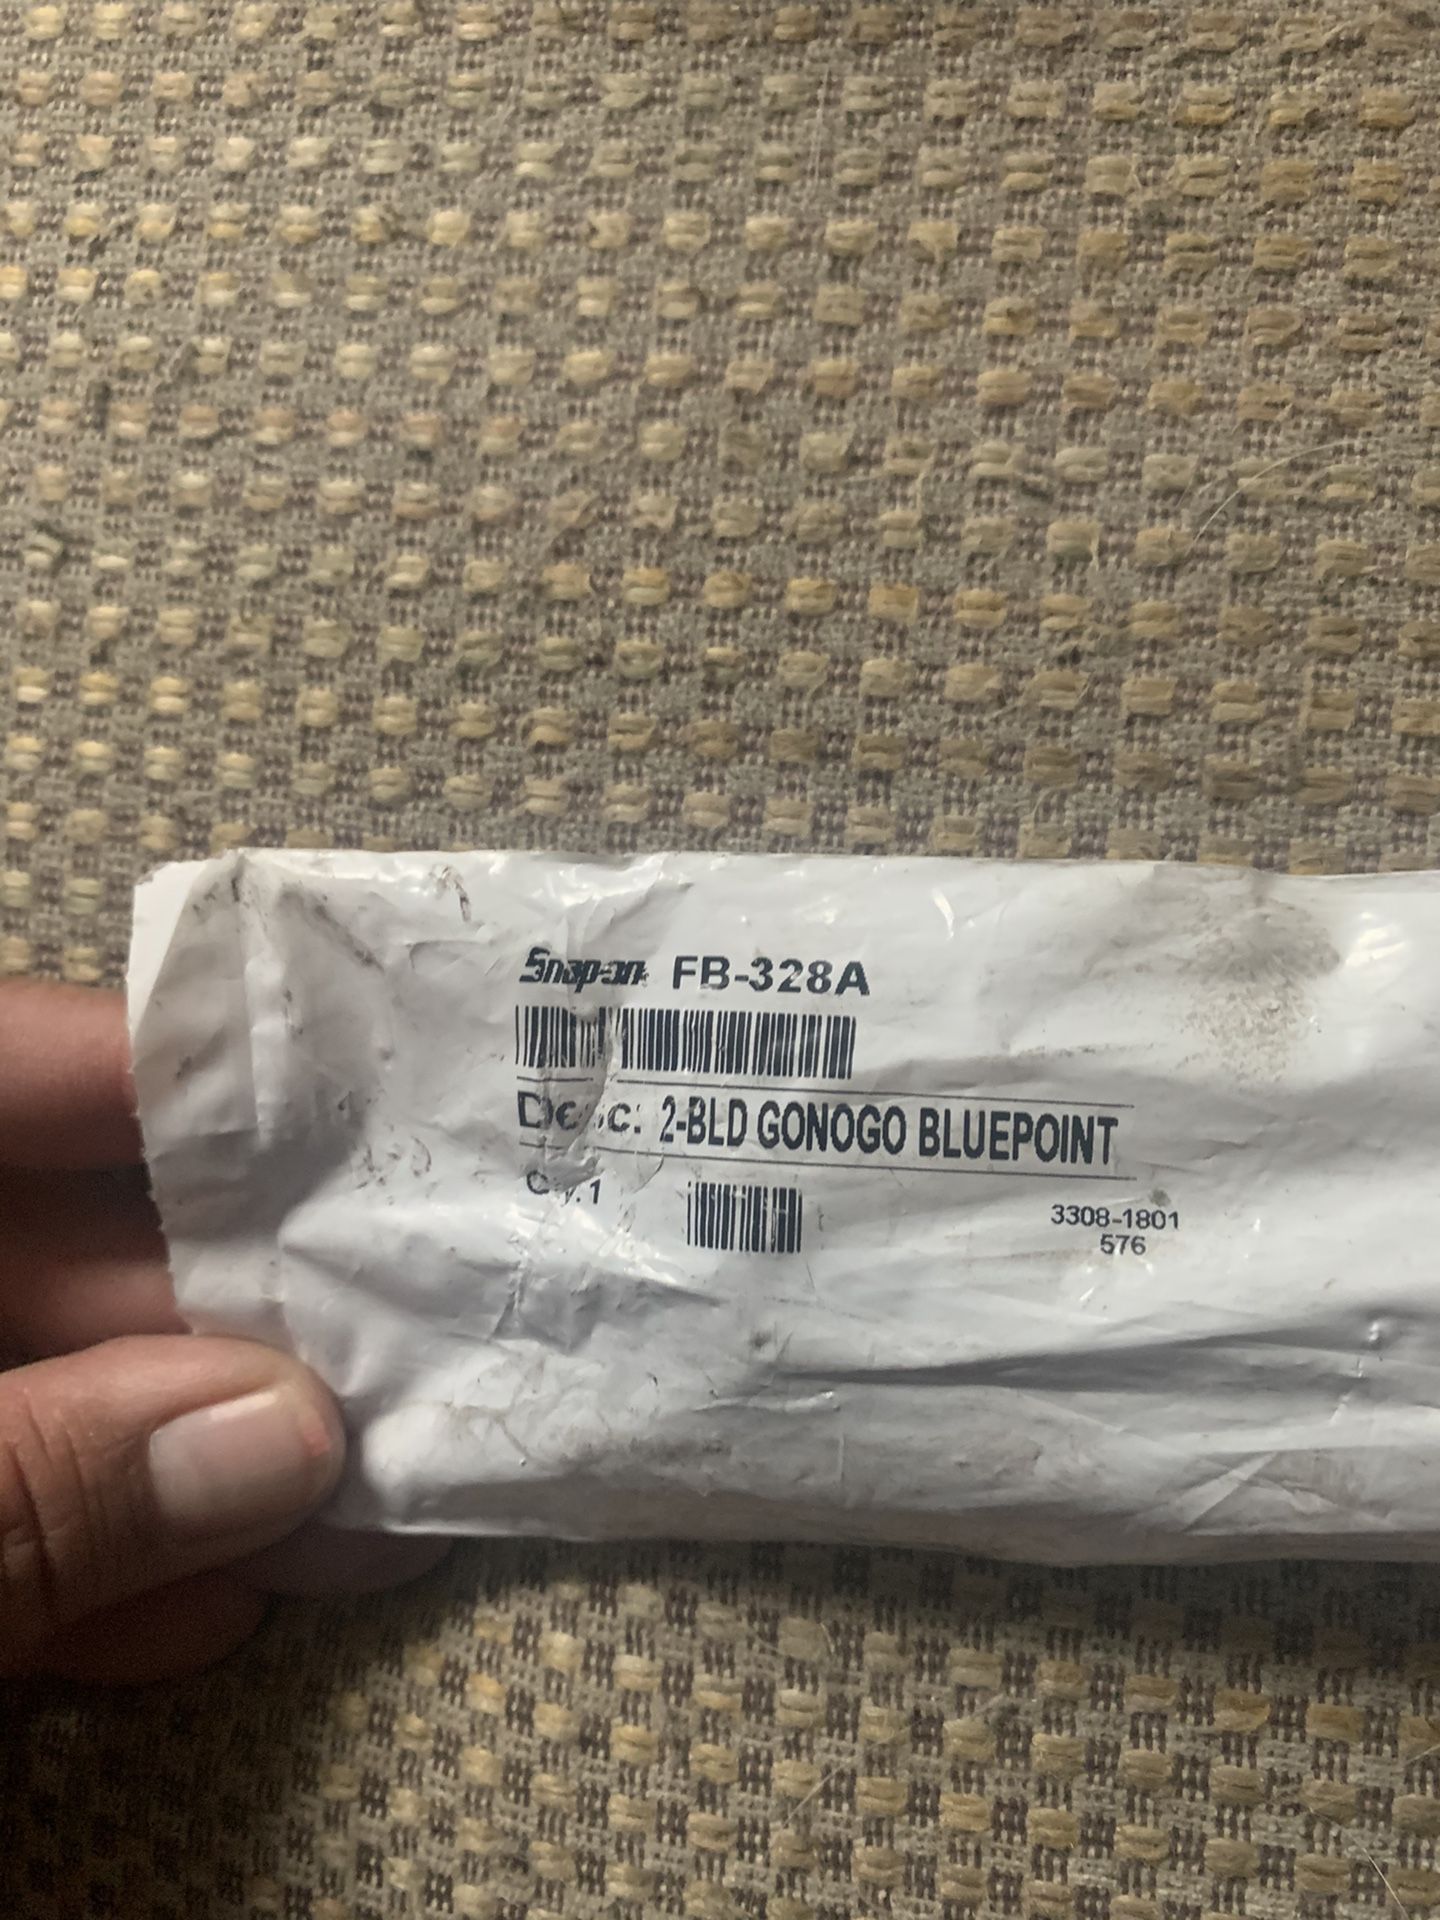 Snap-on FB-328A
Desc: 2-BLD GONOGO BLUEPOINT
3308-1801
576